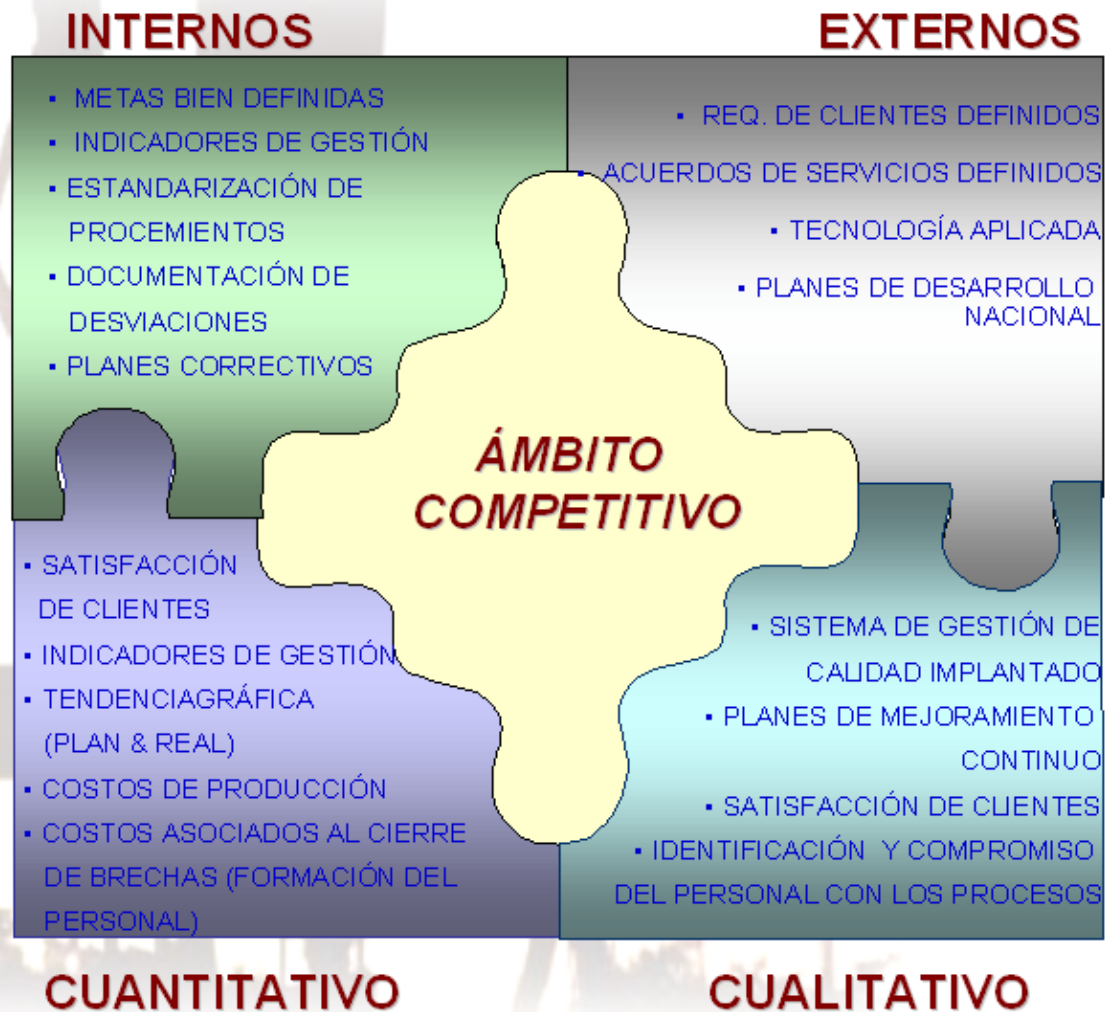 INTERNOS
EXTERNOS
▪ METAS BIEN DEFINIDAS
▪ INDICADORES DE GESTIÓN
▪ ESTANDARIZACIÓN DE
PROCEMIENTOS
▪ DOCUMENTACIÓN DE
DESVIACIONES
▪ PLANES CORRECTIVOS
▪ REQ. DE CLIENTES DEFINIDOS
▪ ACUERDOS DE SERVICIOS DEFINIDOS
▪ TECNOLOGÍA APLICADA
▪ PLANES DE DESARROLLO
NACIONAL
ÁMBITO
COMPETITIVO
▪ SATISFACCIÓN
DE CLIENTES
▪ INDICADORES DE GESTIÓN
▪ TENDENCIAGRÁFICA
(PLAN & REAL)
▪ COSTOS DE PRODUCCIÓN
▪ COSTOS ASOCIADOS AL CIERRE
DE BRECHAS (FORMACIÓN DEL
PERSONAL)
▪ SISTEMA DE GESTIÓN DE
CALIDAD IMPLANTADO
▪ PLANES DE MEJORAMIENTO
CONTINUO
▪ SATISFACCIÓN DE CLIENTES
▪ IDENTIFICACIÓN Y COMPROMISO
DEL PERSONAL CON LOS PROCESOS
CUANTITATIVO
CUALITATIVO